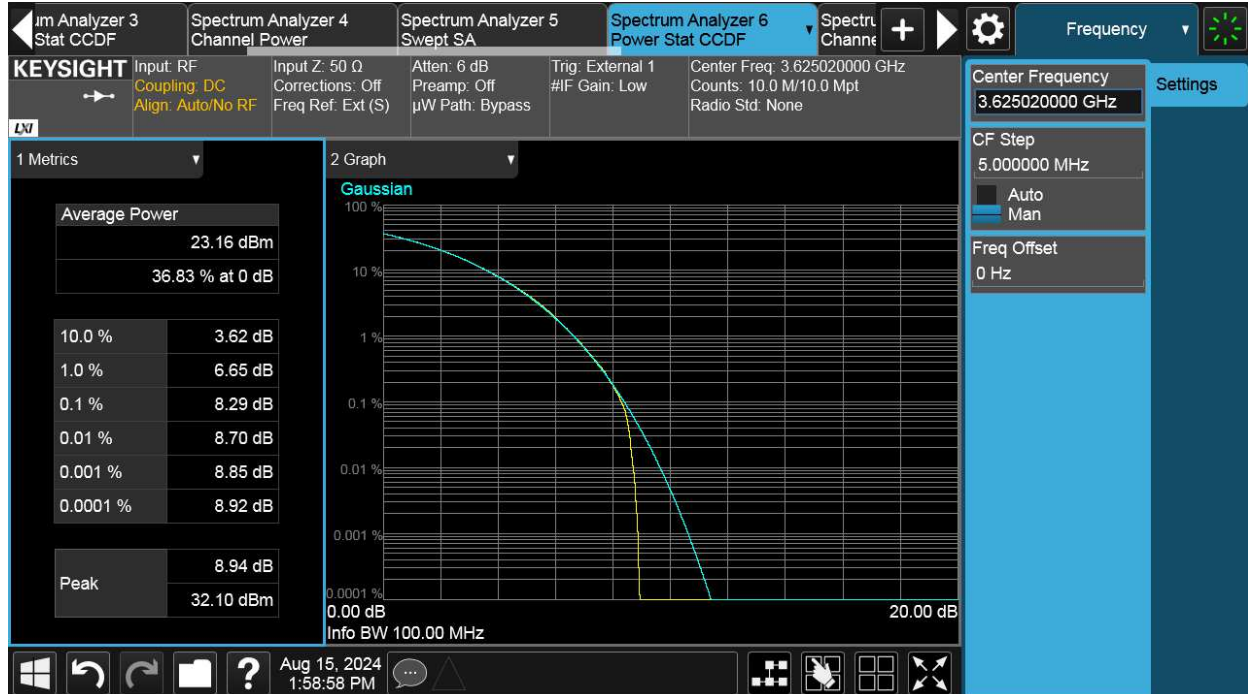 um Analyzer 3
Stat CCDF
Spectrum Analyzer 4
Channel Power
Spectrum Analyzer 5
Swept SA
Spectrum Analyzer 6
Power Stat CCDF
Spectru
Channe
+
Frequency
KEYSIGHT
LXI
Input: RF
Coupling: DC
Align: Auto/No RF
Input Z: 50 Ω
Corrections: Off
Freq Ref: Ext (S)
Atten: 6 dB
Preamp: Off
µW Path: Bypass
Trig: External 1
#IF Gain: Low
Center Freq: 3.625020000 GHz
Counts: 10.0 M/10.0 Mpt
Radio Std: None
Center Frequency
3.625020000 GHz
Settings
CF Step
5.000000 MHz
Auto
Man
Freq Offset
0 Hz
1 Metrics
Average Power
23.16 dBm
36.83 % at 0 dB
10.0 % 3.62 dB
1.0 % 6.65 dB
0.1 % 8.29 dB
0.01 % 8.70 dB
0.001 % 8.85 dB
0.0001 % 8.92 dB
Peak
8.94 dB
32.10 dBm
2 Graph
Gaussian
100 %
10 %
1 %
0.1 %
0.01 %
0.001 %
0.0001 %
0.00 dB
20.00 dB
Info BW 100.00 MHz
?
Aug 15, 2024
1:58:58 PM